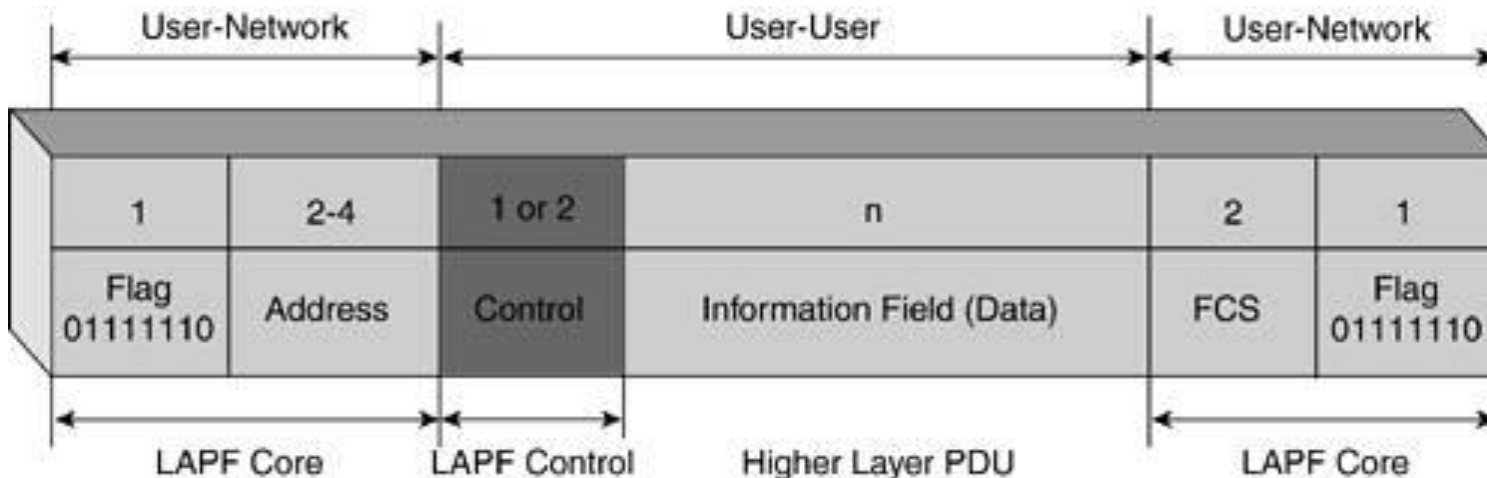 User-Network User-User User-Network
1 2-4 1 or 2 n 2 1
Flag
01111110 Address Control Information Field (Data) FCS Flag
01111110
LAPF Core LAPF Control Higher Layer PDU LAPF Core